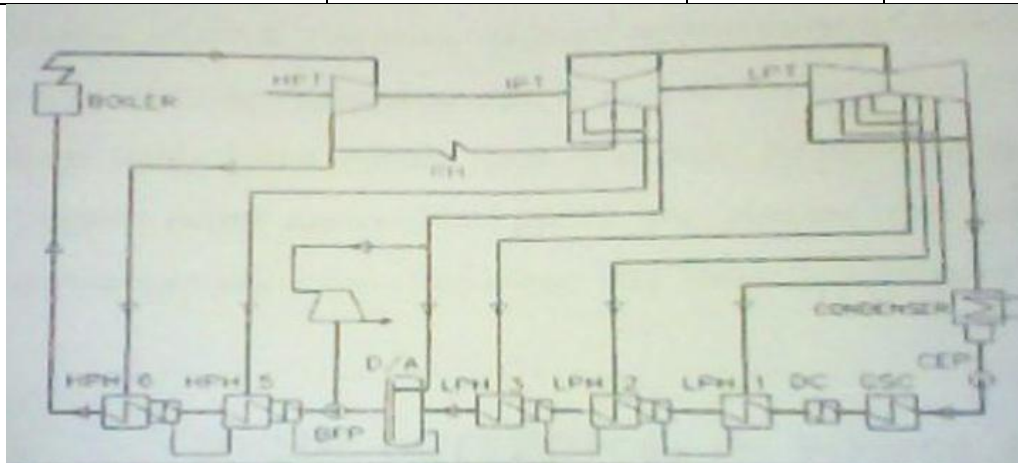 HPT
IPT
LPT
BOILER
RH
CONDENSER
D/A
CEP
HPH 6
HPH 5
LPH 3
LPH 2
LPH 1
DC
GSC
BFP